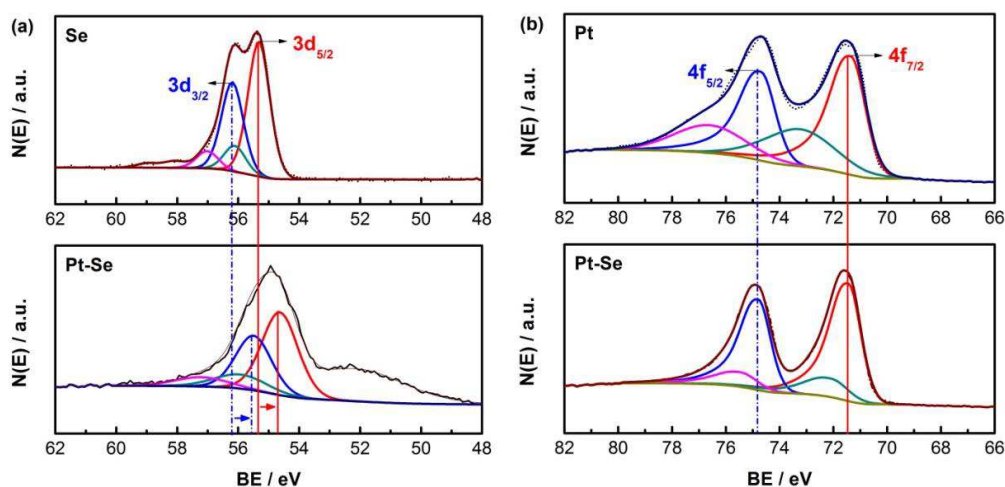 (a)
Se
3d5/2
3d3/2
N(E) / a.u.
62 60 58 56 54 52 50 48
Pt-Se
N(E) / a.u.
62 60 58 56 54 52 50 48
BE / eV
(b)
Pt
4f5/2
4f7/2
N(E) / a.u.
82 80 78 76 74 72 70 68 66
Pt-Se
N(E) / a.u.
82 80 78 76 74 72 70 68 66
BE / eV